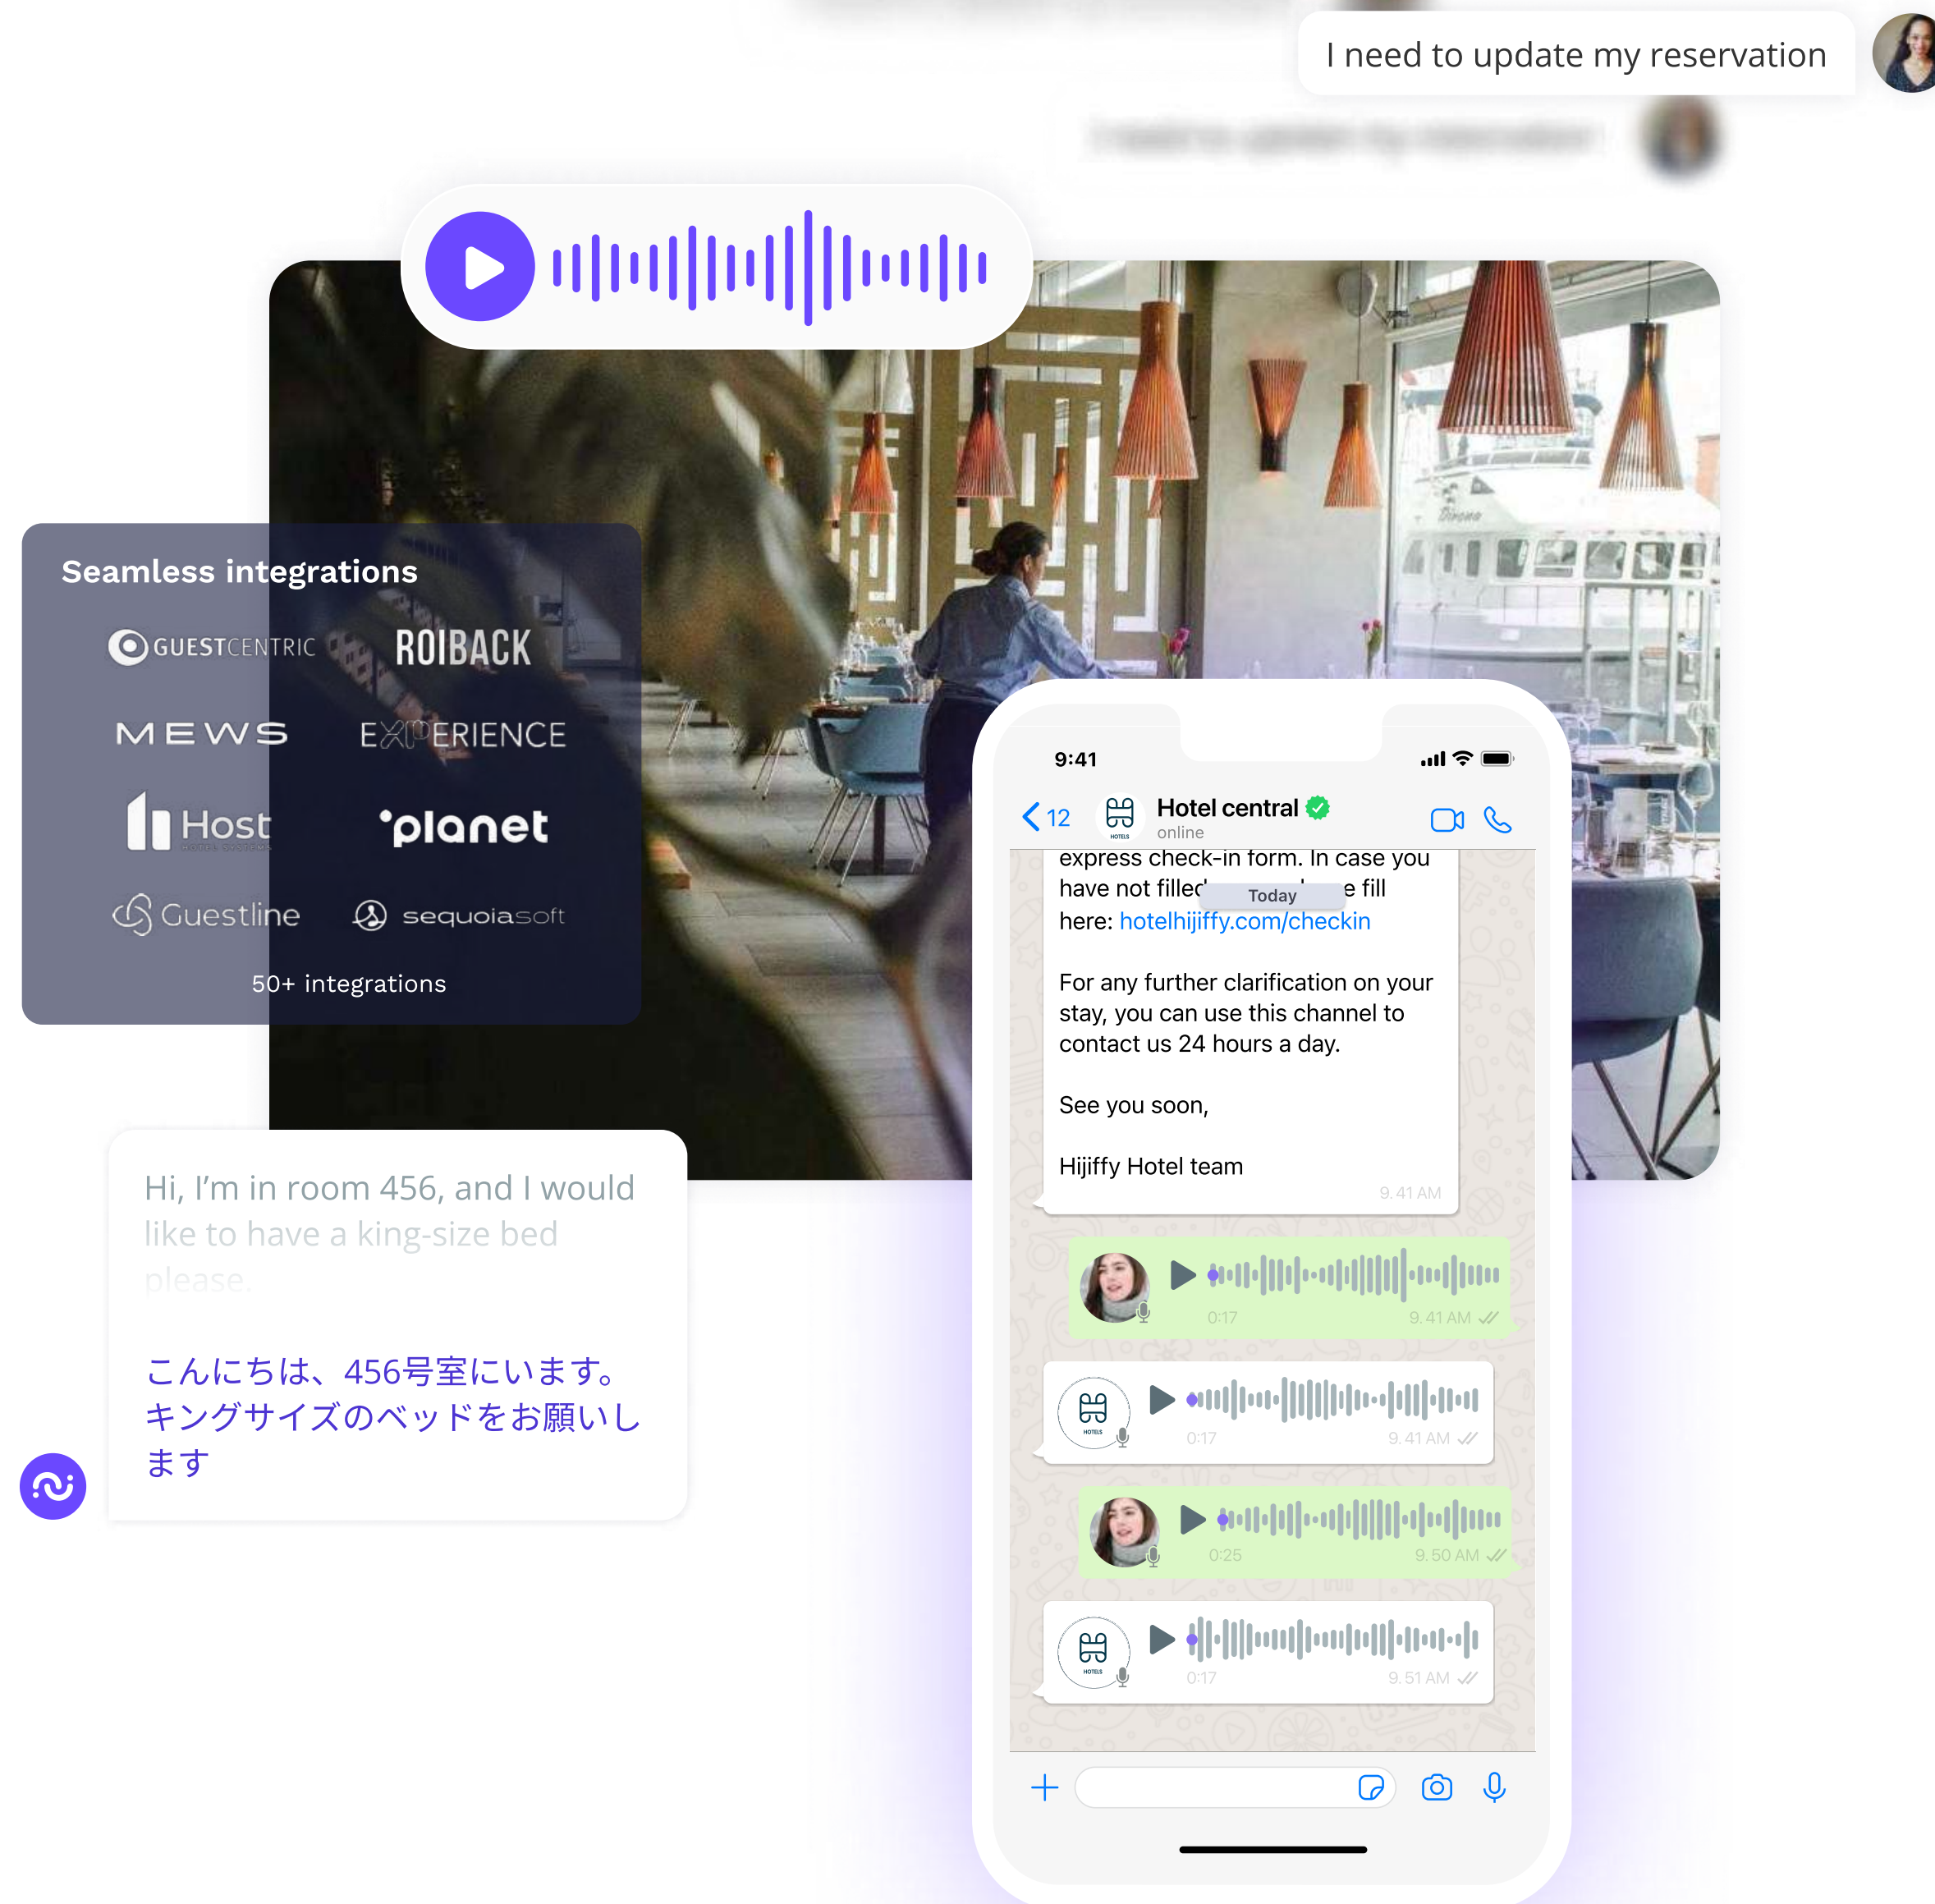 I need to update my reservation
Seamless integrations
GUESTCENTRIC
ROIBACK
MEWS
EXPERIENCE
Host
HOTEL SYSTEMS
planet
Guestline
sequoiasoft
50+ integrations
Hi, I’m in room 456, and I would
like to have a king-size bed
please.
こんにちは、456号室にいます。
キングサイズのベッドをお願いし
ます
9:41
12
HOTELS
Hotel central
online
express check-in form. In case you
have not filled
e fill
Today
here: hotelhijiffy.com/checkin
For any further clarification on your
stay, you can use this channel to
contact us 24 hours a day.
See you soon,
Hijiffy Hotel team
9.41 AM
0:17
9.41 AM
HOTELS
0:17
9.41 AM
0:25
9.50 AM
HOTELS
0:17
9.51 AM